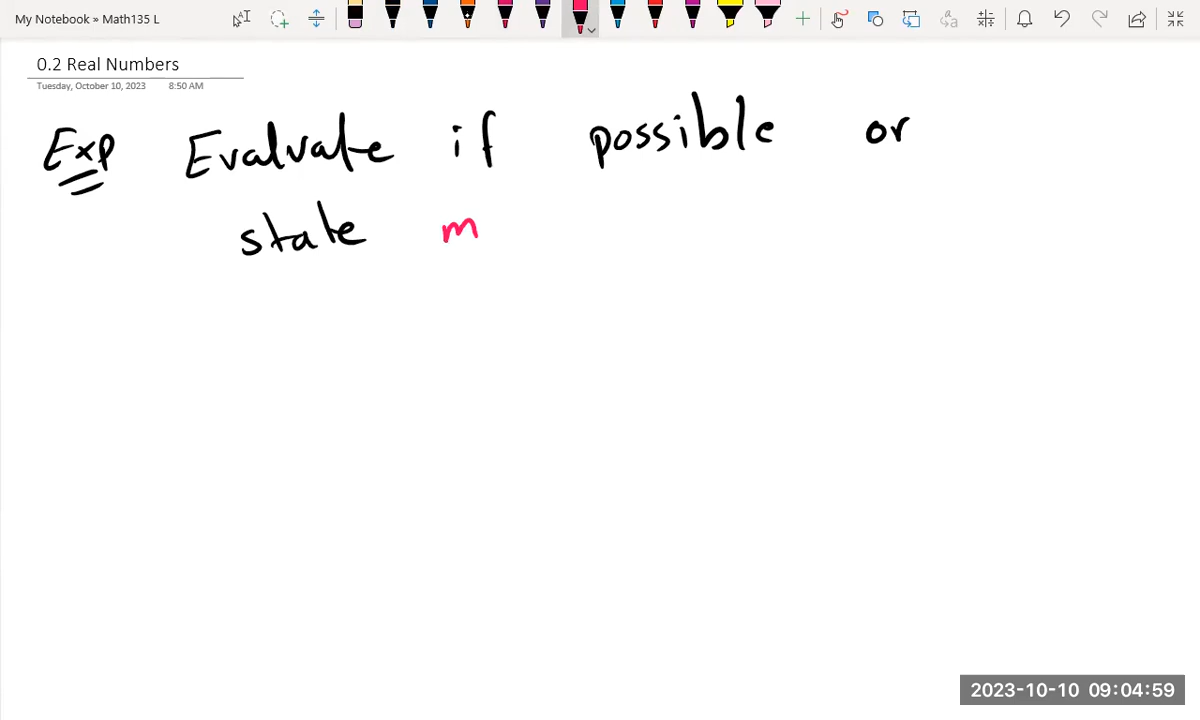 My Notebook » Math135 L
0.2 Real Numbers
Tuesday, October 10, 2023 8:50 AM
Exp Evaluate if possible or
state m
2023-10-10 09:04:59